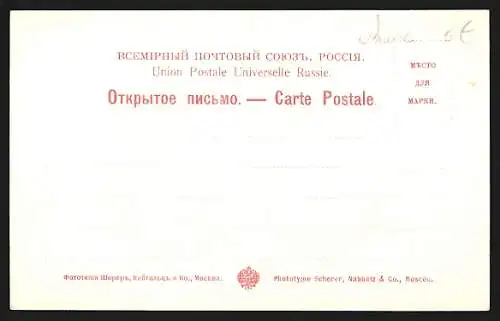 ВСЕМІРНЫЙ ПОЧТОВЫЙ СОЮЗЪ, РОССІЯ.
Union Postale Universelle Russie.
Открытое письмо. — Carte Postale
МѢСТО
ДЛЯ
МАРКИ.
Фототипія Шереръ, Набгольцъ и Ко., Москва.
Phototypie Scherer, Nabholz & Co., Moscou.